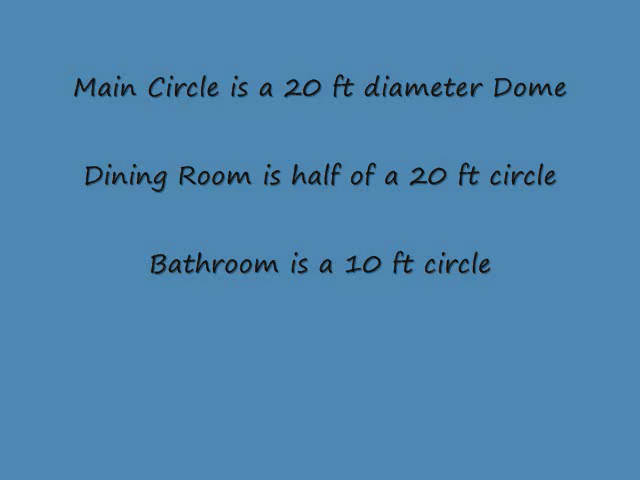 Main Circle is a 20 ft diameter Dome
Dining Room is half of a 20 ft circle
Bathroom is a 10 ft circle